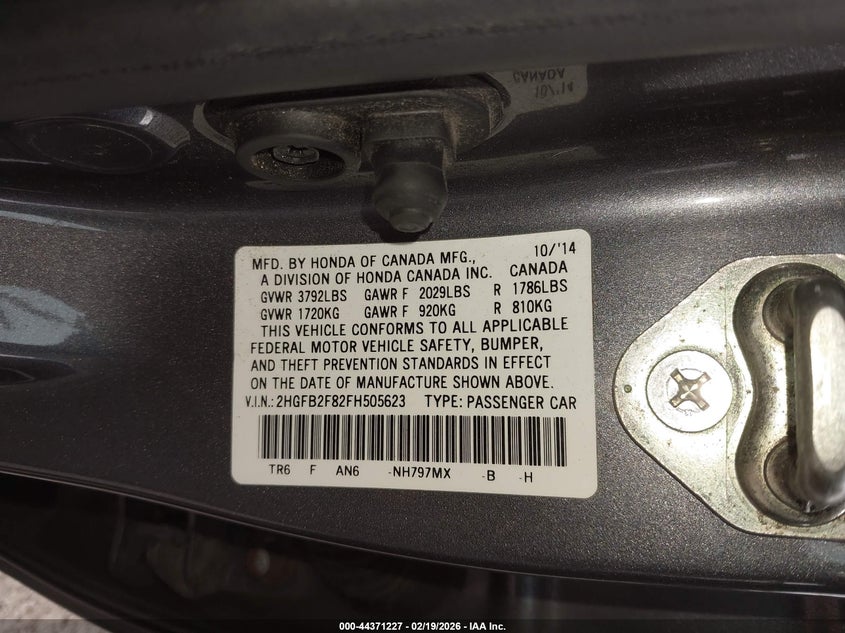 CANADA
10/'14
MFD. BY HONDA OF CANADA MFG., 10/'14
A DIVISION OF HONDA CANADA INC. CANADA
GVWR 3792LBS GAWR F 2029LBS R 1786LBS
GVWR 1720KG GAWR F 920KG R 810KG
THIS VEHICLE CONFORMS TO ALL APPLICABLE
FEDERAL MOTOR VEHICLE SAFETY, BUMPER,
AND THEFT PREVENTION STANDARDS IN EFFECT
ON THE DATE OF MANUFACTURE SHOWN ABOVE.
V.I.N.: 2HGFB2F82FH505623 TYPE: PASSENGER CAR
TR6 F AN6 -NH797MX -B -H
000-44371227 - 02/19/2026 - IAA Inc.